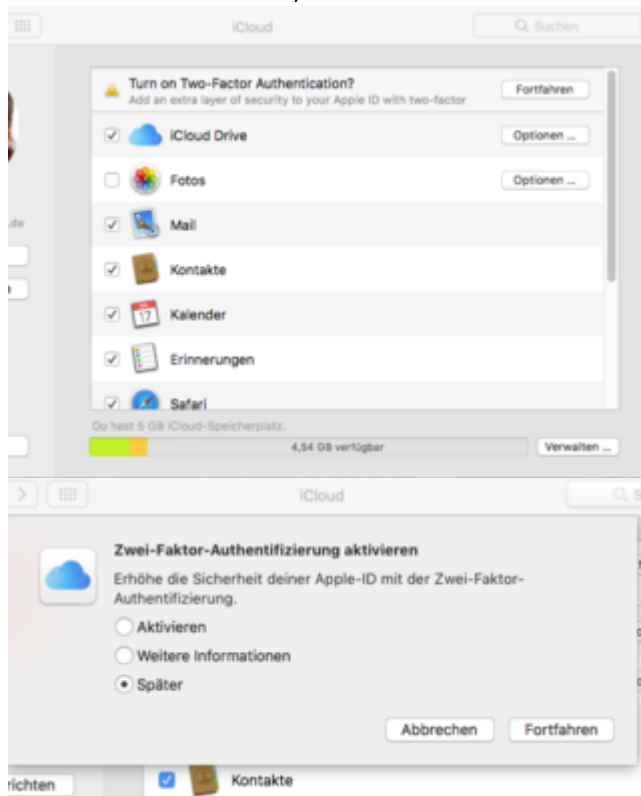 iCloud
Suchen
Turn on Two-Factor Authentication?
Add an extra layer of security to your Apple ID with two-factor
Fortfahren
iCloud Drive
Optionen ...
Fotos
Optionen ...
.de
Mail
Kontakte
17
Kalender
Erinnerungen
Safari
Du hast 5 GB iCloud-Speicherplatz.
4,54 GB verfügbar
Verwalten ...
iCloud
S
Zwei-Faktor-Authentifizierung aktivieren
Erhöhe die Sicherheit deiner Apple-ID mit der Zwei-Faktor-
Authentifizierung.
Aktivieren
Weitere Informationen
Später
Abbrechen
Fortfahren
richten
Kontakte